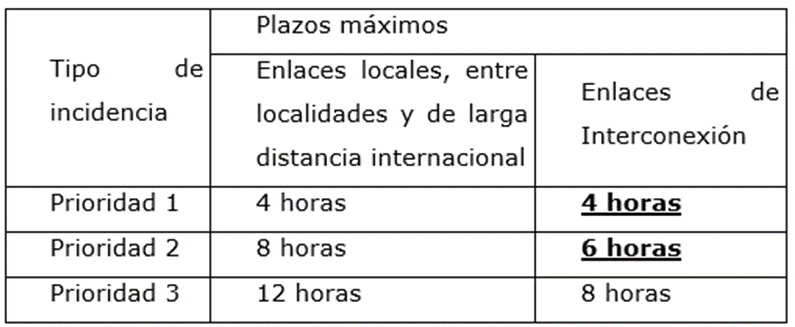 Tipo de
incidencia
Plazos máximos
Enlaces locales, entre
localidades y de larga
distancia internacional
Enlaces de
Interconexión
Prioridad 1 4 horas 4 horas
Prioridad 2 8 horas 6 horas
Prioridad 3 12 horas 8 horas